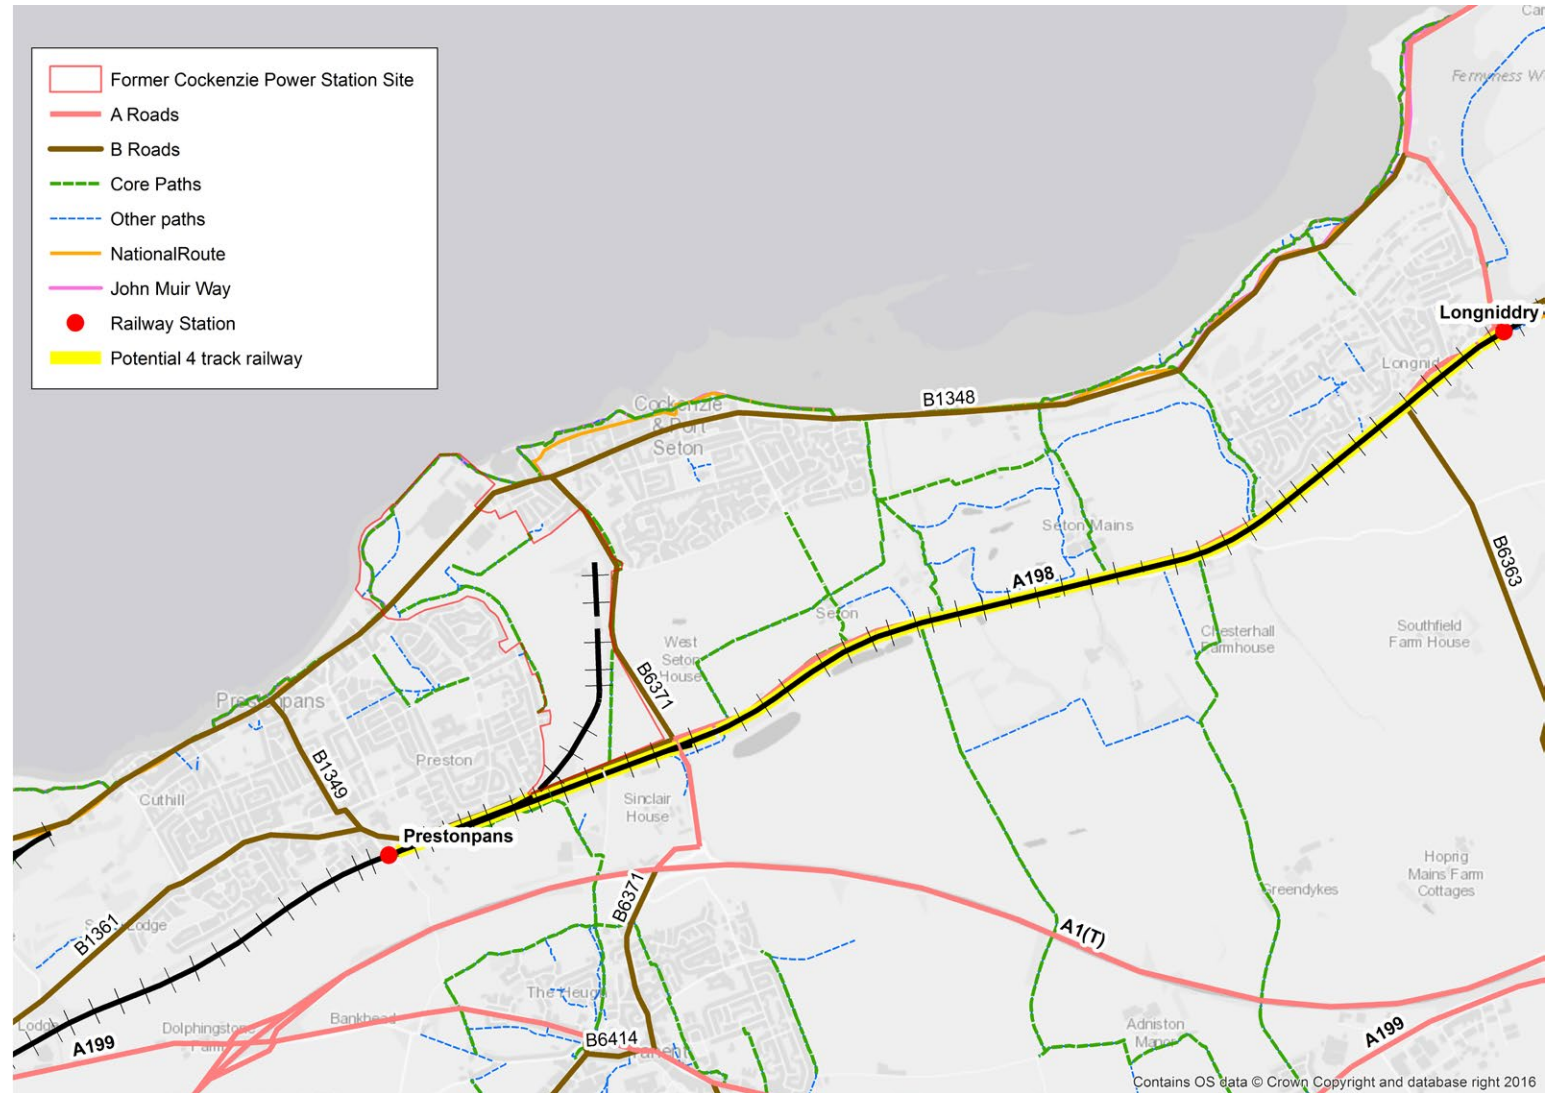 Former Cockenzie Power Station Site
A Roads
B Roads
Core Paths
Other paths
NationalRoute
John Muir Way
Railway Station
Potential 4 track railway
Longniddry
B1348
Cockenzie
& Port
Seton
Seton Mains
A198
B6363
Seton
Chesterhall
Farmhouse
Southfield
Farm House
West
Seton
House
B6371
Prestonpans
Preston
B1349
Cuthill
Sinclair
House
Prestonpans
Hoprig
Mains Farm
Cottages
Greendykes
B6371
A1(T)
B1361
The Heugh
Lodge
Dolphingstone
Bankhead
A199
B6414
Adniston
Manor
A199
Contains OS data © Crown Copyright and database right 2016